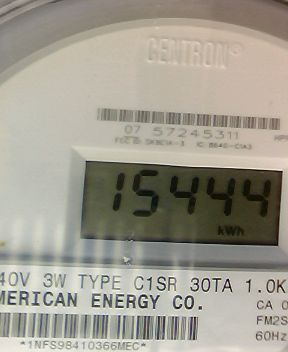 CENTRON®
07 57245311
15444
kWh
40V 3W TYPE C1SR 30TA 1.0K
MERICAN ENERGY CO.
CA 0
FM2S
60Hz
*1NFS98410366MEC*